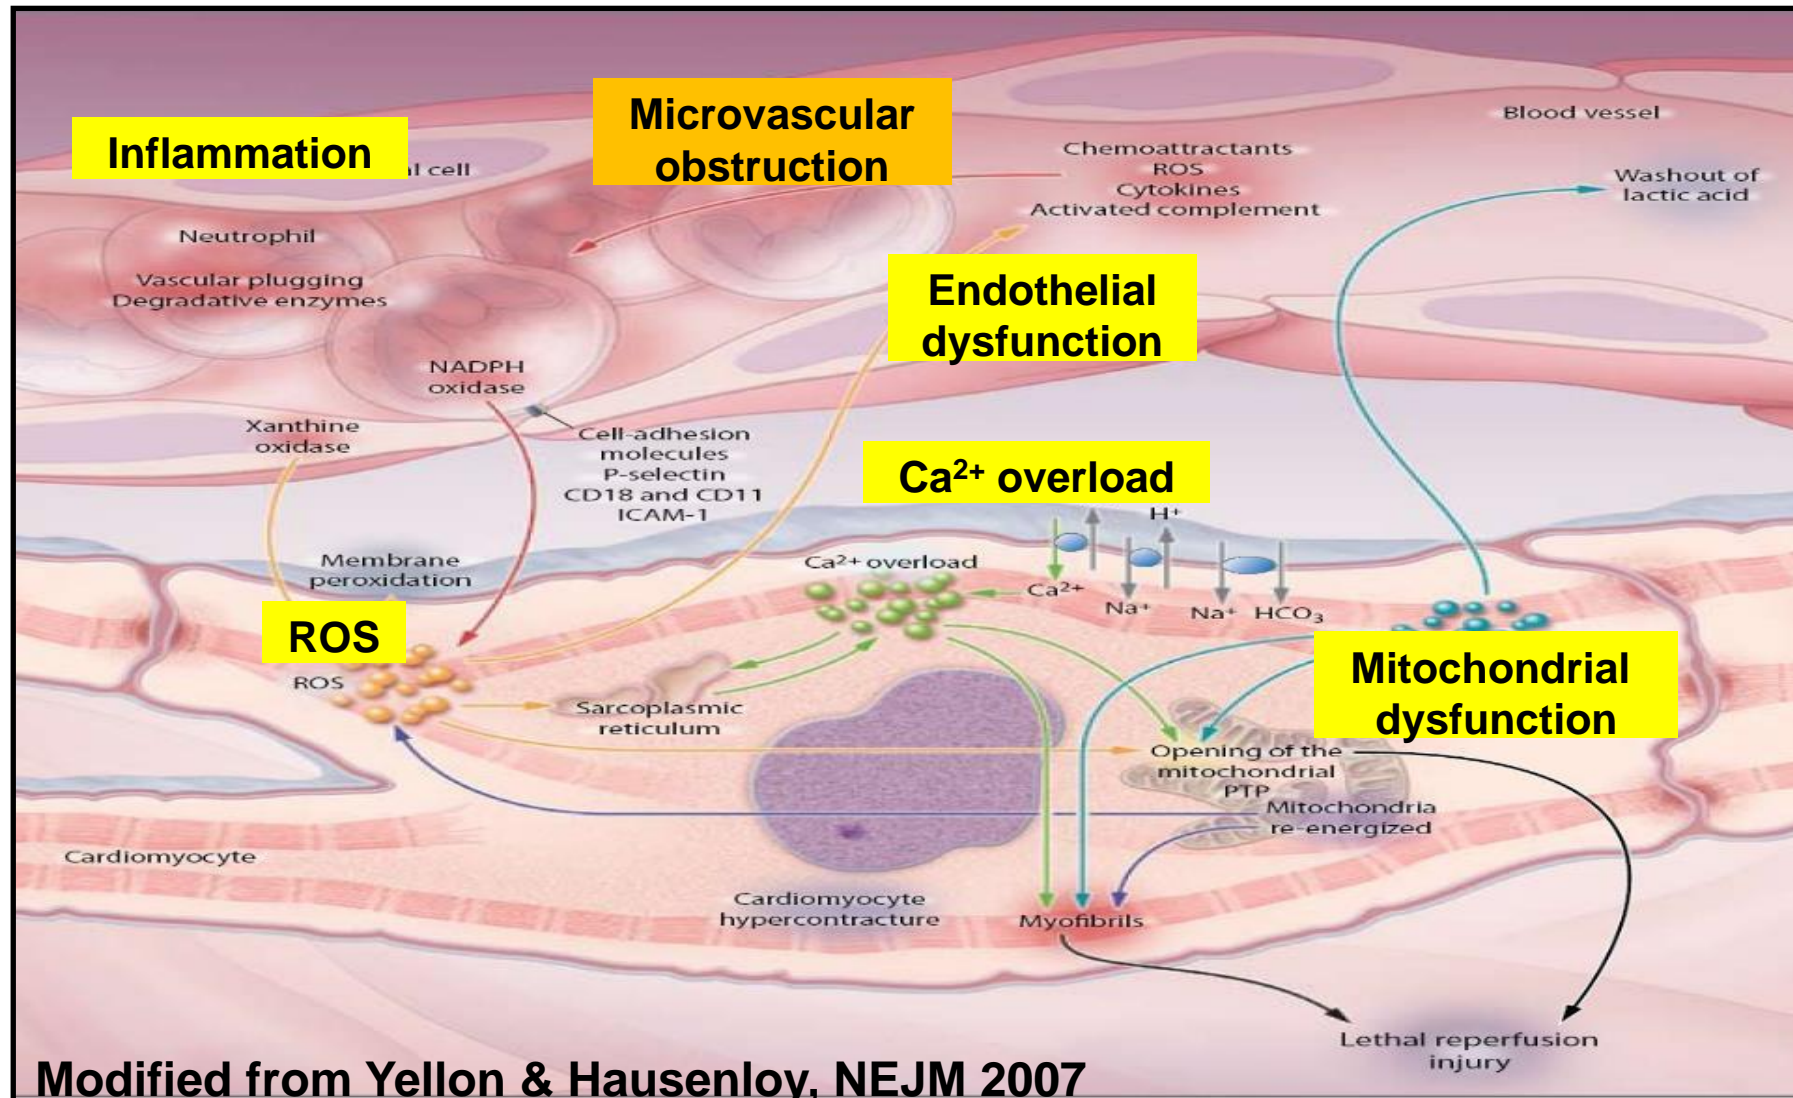 Inflammation
al cell
Microvascular
obstruction
Blood vessel
Chemoattractants
ROS
Cytokines
Activated complement
Washout of
lactic acid
Neutrophil
Vascular plugging
Degradative enzymes
Endothelial
dysfunction
NADPH
oxidase
Xanthine
oxidase
Cell-adhesion
molecules
P-selectin
CD18 and CD11
ICAM-1
Ca²⁺ overload
H⁺
Membrane
peroxidation
Ca²⁺ overload
Ca²⁺
Na⁺
Na⁺ HCO₃
ROS
ROS
Sarcoplasmic
reticulum
Mitochondrial
dysfunction
Opening of the
mitochondrial
PTP
Mitochondria
re-energized
Cardiomyocyte
Cardiomyocyte
hypercontracture
Myofibrils
Lethal reperfusion
injury
Modified from Yellon & Hausenloy, NEJM 2007